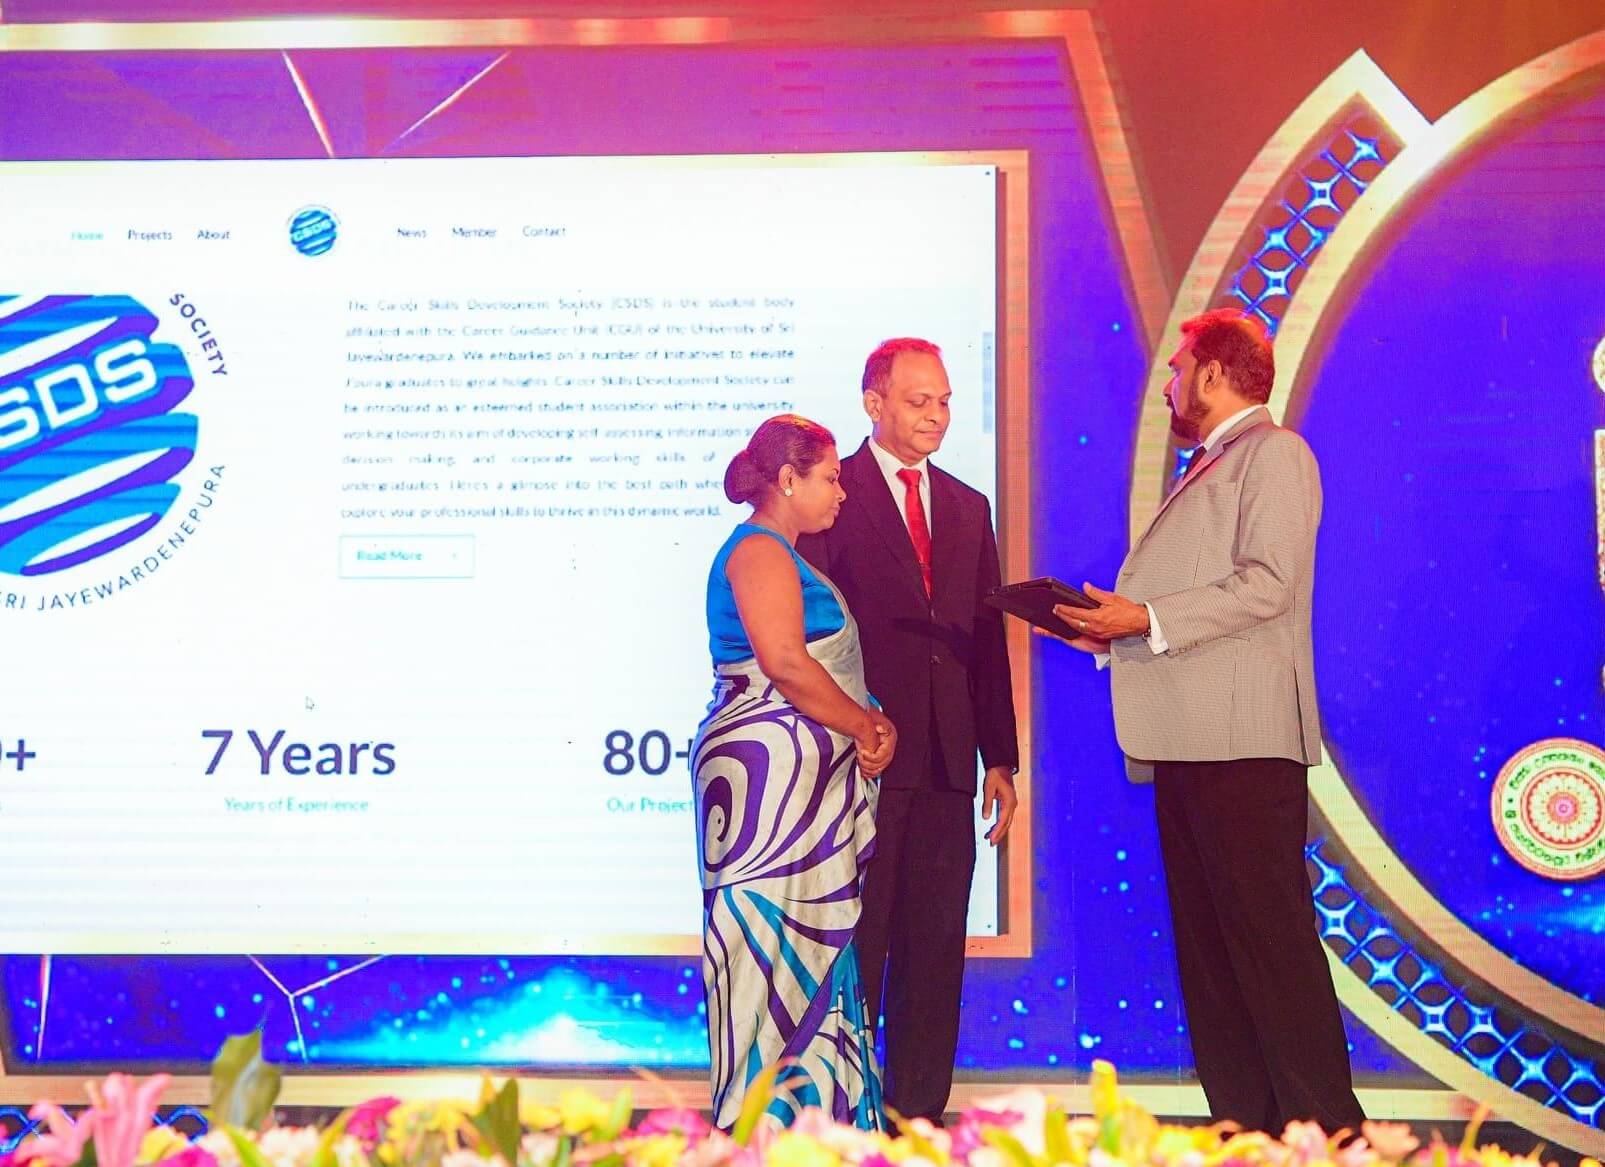 Home Projects About CSDS News Member Contact
SOCIETY
SDS
SRI JAYEWARDENEPURA
The Career Skills Development Society (CSDS) is the student body
affiliated with the Career Guidance Unit (CGU) of the University of Sri
Jayewardenepura. We embarked on a number of initiatives to elevate
graduates to great heights. Career Skills Development Society can
be introduced as an esteemed student association within the university
working towards its aim of developing self assessing, information
decision making, and corporate working skills of
undergraduates. Here's a glimpse into the best path
explore your professional skills to thrive in this dynamic world.
Read More
0+
7 Years
80+
Years of Experience
Our Project